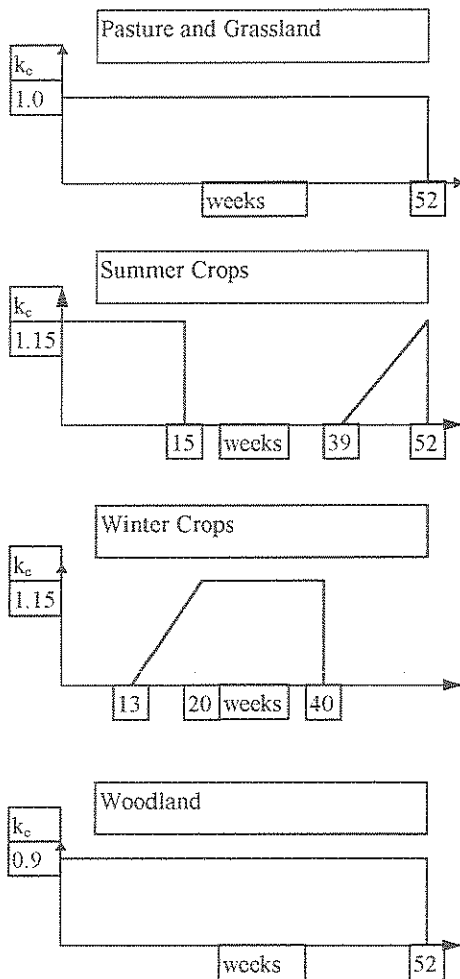 Pasture and Grassland
kc
1.0
weeks
52
Summer Crops
kc
1.15
15
weeks
39
52
Winter Crops
kc
1.15
13
20
weeks
40
Woodland
kc
0.9
weeks
52